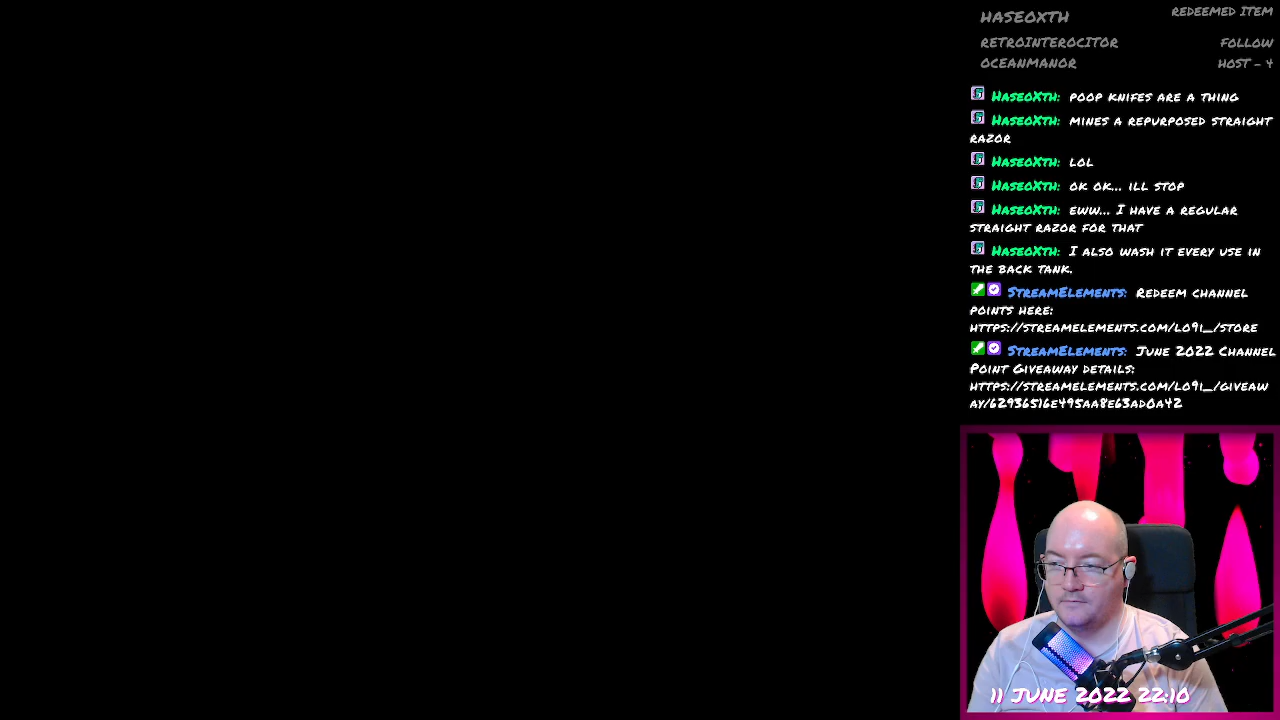 HASEOXTH REDEEMED ITEM
RETROINTEROCITOR FOLLOW
OCEANMANOR HOST - 4
HASEOXTH: POOP KNIFES ARE A THING
HASEOXTH: MINES A REPURPOSED STRAIGHT
RAZOR
HASEOXTH: LOL
HASEOXTH: OK OK... ILL STOP
HASEOXTH: EWW... I HAVE A REGULAR
STRAIGHT RAZOR FOR THAT
HASEOXTH: I ALSO WASH IT EVERY USE IN
THE BACK TANK.
STREAMELEMENTS: REDEEM CHANNEL
POINTS HERE:
HTTPS://STREAMELEMENTS.COM/LO9I_/STORE
STREAMELEMENTS: JUNE 2022 CHANNEL
POINT GIVEAWAY DETAILS:
HTTPS://STREAMELEMENTS.COM/LO9I_/GIVEAW
AY/62936516E495AA8E63AD0A42
11 JUNE 2022 22:10